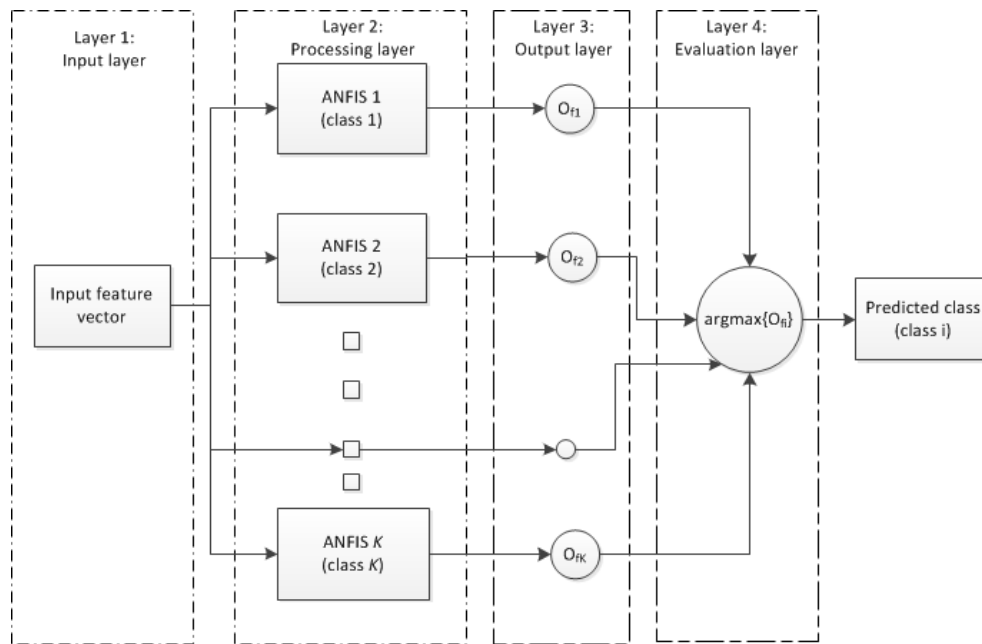 Layer 1:
Input layer
Layer 2:
Processing layer
Layer 3:
Output layer
Layer 4:
Evaluation layer
ANFIS 1
(class 1)
Of1
ANFIS 2
(class 2)
Of2
Input feature
vector
argmax{Ofi}
Predicted class
(class i)
ANFIS K
(class K)
OfK